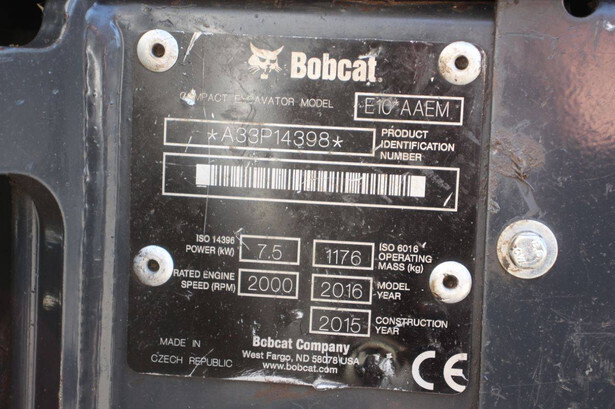 Bobcat
COMPACT EXCAVATOR MODEL E10*AAEM
*A33P14398* PRODUCT IDENTIFICATION NUMBER
ISO 14396 POWER (kW) 7.5
1176 ISO 6016 OPERATING MASS (kg)
RATED ENGINE SPEED (RPM) 2000
2016 MODEL YEAR
2015 CONSTRUCTION YEAR
MADE IN
CZECH REPUBLIC
Bobcat Company
West Fargo, ND 58078 USA
www.bobcat.com
CE